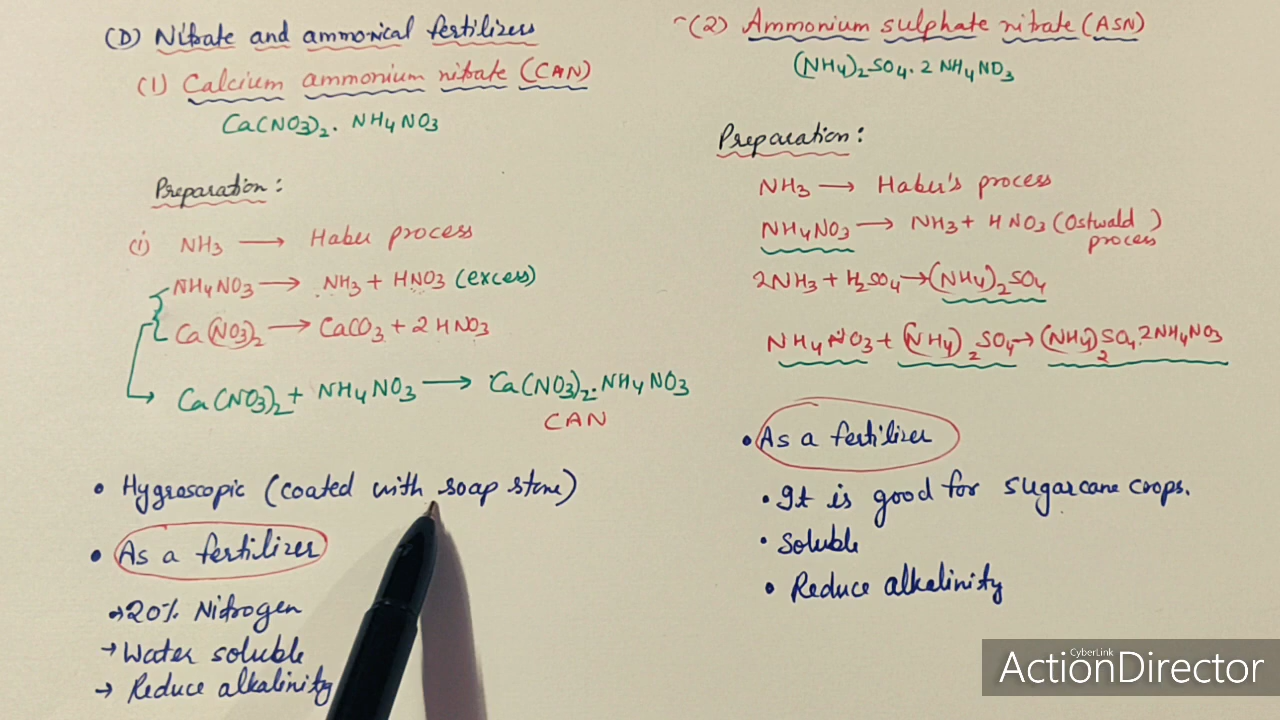 (D) Nitrate and ammonical fertilizers
(1) Calcium ammonium nitrate (CAN)
Ca(NO3)2. NH4NO3
Preparation:
(i) NH3 → Haber process
NH4NO3 → NH3 + HNO3 (excess)
Ca(NO3)2 → CaCO3 + 2HNO3
Ca(NO3)2 + NH4NO3 → Ca(NO3)2.NH4NO3
CAN
• Hygroscopic (coated with soap stone)
• As a fertilizer
→ 20% Nitrogen
→ Water soluble
→ Reduce alkalinity
~(2) Ammonium sulphate nitrate (ASN)
(NH4)2SO4.2NH4NO3
Preparation:
NH3 → Haber's process
NH4NO3 → NH3 + HNO3 (Ostwald process)
2NH3 + H2SO4 → (NH4)2SO4
NH4NO3 + (NH4)2SO4 → (NH4)2SO4.2NH4NO3
• As a fertilizer
• It is good for sugarcane crops.
• Soluble
• Reduce alkalinity
CyberLink
ActionDirector